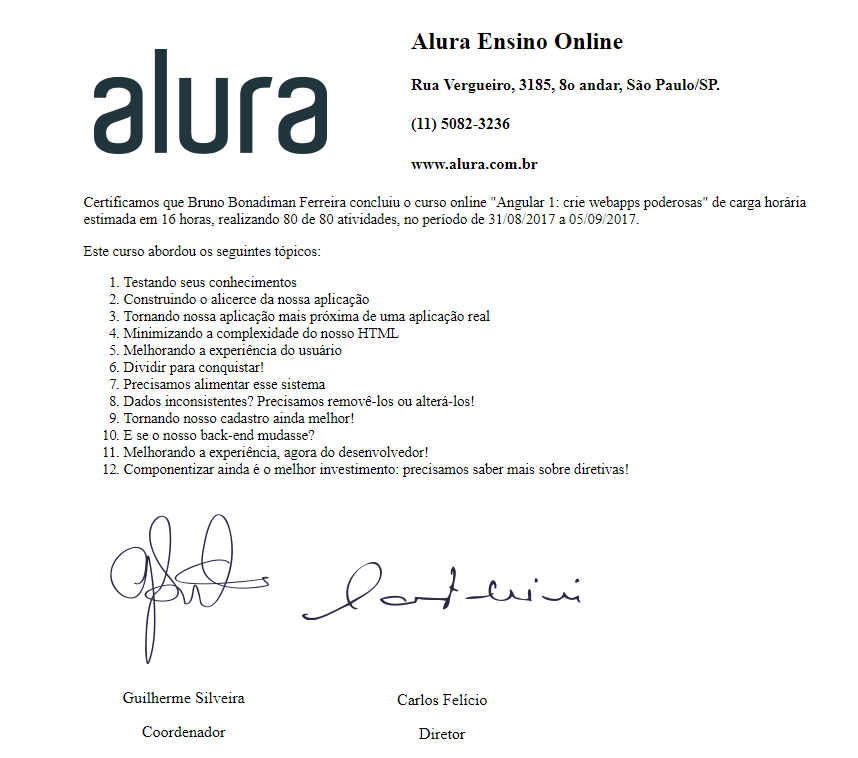 alura
Alura Ensino Online
Rua Vergueiro, 3185, 8o andar, São Paulo/SP.
(11) 5082-3236
www.alura.com.br
Certificamos que Bruno Bonadiman Ferreira concluiu o curso online "Angular 1: crie webapps poderosas" de carga horária
estimada em 16 horas, realizando 80 de 80 atividades, no período de 31/08/2017 a 05/09/2017.
Este curso abordou os seguintes tópicos:
1. Testando seus conhecimentos
2. Construindo o alicerce da nossa aplicação
3. Tornando nossa aplicação mais próxima de uma aplicação real
4. Minimizando a complexidade do nosso HTML
5. Melhorando a experiência do usuário
6. Dividir para conquistar!
7. Precisamos alimentar esse sistema
8. Dados inconsistentes? Precisamos removê-los ou alterá-los!
9. Tornando nosso cadastro ainda melhor!
10. E se o nosso back-end mudasse?
11. Melhorando a experiência, agora do desenvolvedor!
12. Componentizar ainda é o melhor investimento: precisamos saber mais sobre diretivas!
Guilherme Silveira
Coordenador
Carlos Felício
Diretor